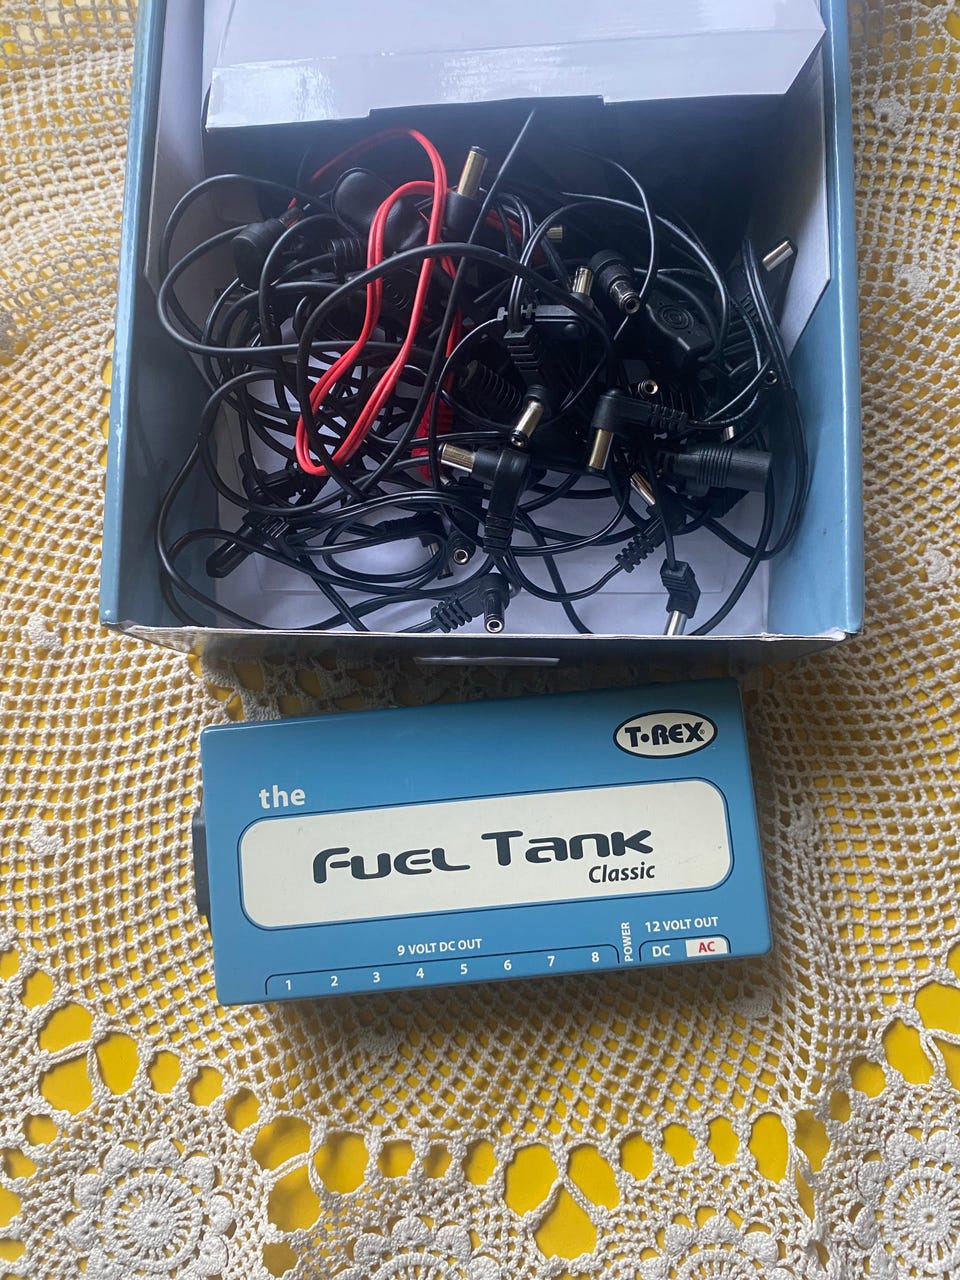 T-REX
the
Fuel Tank
Classic
9 VOLT DC OUT
1 2 3 4 5 6 7 8
POWER
12 VOLT OUT
DC AC